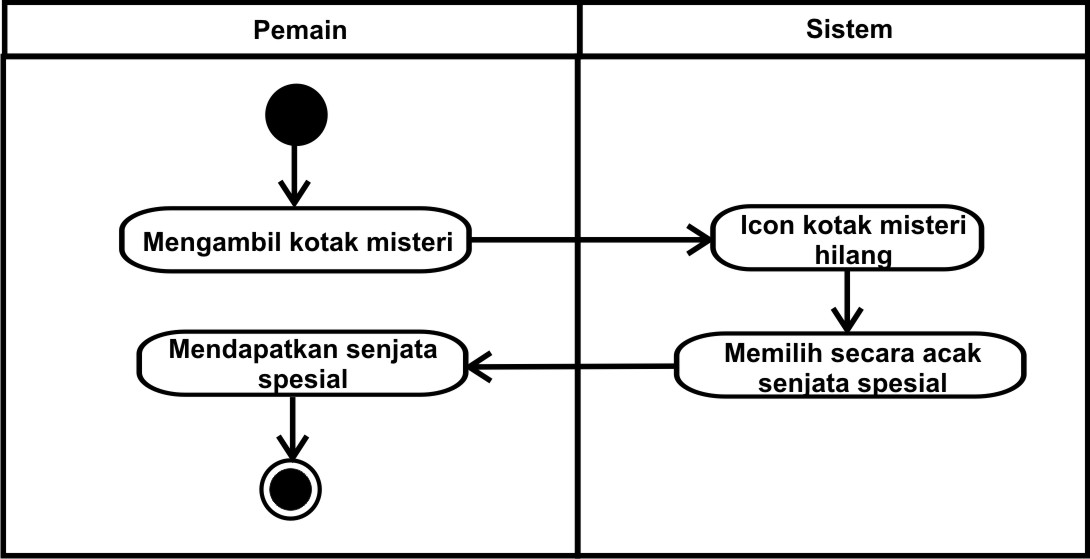 Pemain
Sistem
Mengambil kotak misteri
Icon kotak misteri
hilang
Memilih secara acak
senjata spesial
Mendapatkan senjata
spesial